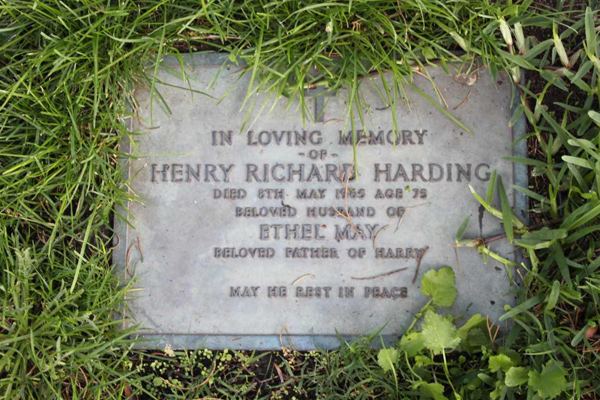 IN LOVING MEMORY
-OF-
HENRY RICHARD HARDING
DIED 8TH MAY 1965 AGE 75
BELOVED HUSBAND OF
ETHEL MAY
BELOVED FATHER OF HARRY
MAY HE REST IN PEACE